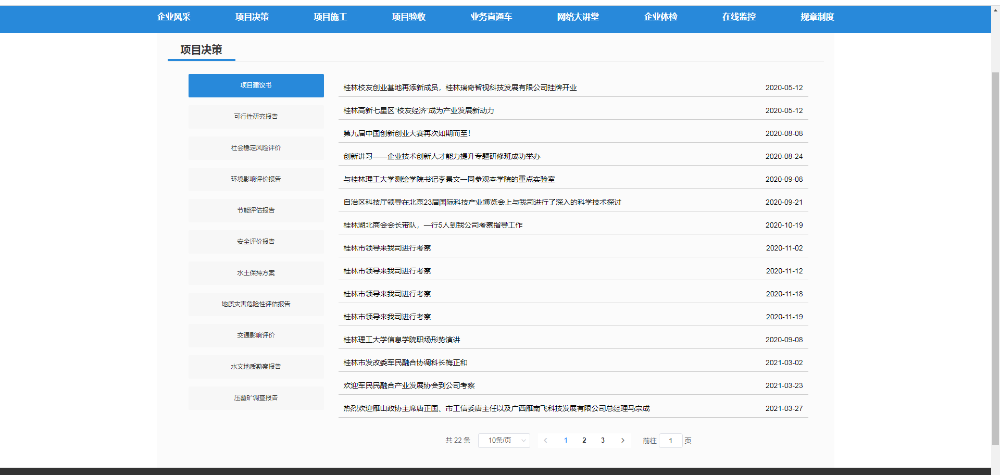 企业风采 项目决策 项目施工 项目验收 业务直通车 网络大讲堂 企业体检 在线监控 规章制度
项目决策
项目建议书
可行性研究报告
社会稳定风险评价
环境影响评价报告
节能评估报告
安全评价报告
水土保持方案
地质灾害危险性评估报告
交通影响评价
水文地质勘察报告
压覆矿调查报告
桂林校友创业基地再添新成员，桂林瑞奇智视科技发展有限公司挂牌开业 2020-05-12
桂林高新七星区“校友经济”成为产业发展新动力 2020-05-12
第九届中国创新创业大赛再次如期而至！ 2020-08-08
创新讲习——企业技术创新人才能力提升专题研修班成功举办 2020-08-24
与桂林理工大学测绘学院书记李景文一同参观本学院的重点实验室 2020-09-08
自治区科技厅领导在北京23届国际科技产业博览会上与我司进行了深入的科学技术探讨 2020-09-21
桂林湖北商会会长带队，一行5人到我公司考察指导工作 2020-10-19
桂林市领导来我司进行考察 2020-11-02
桂林市领导来我司进行考察 2020-11-12
桂林市领导来我司进行考察 2020-11-18
桂林市领导来我司进行考察 2020-11-19
桂林理工大学信息学院职场形势演讲 2020-09-08
桂林市发改委军民融合协调科长梅正和 2021-03-02
欢迎军民民融合产业发展协会到公司考察 2021-03-23
热烈欢迎雁山政协主席唐正国、市工信委唐主任以及广西雁南飞科技发展有限公司总经理马宗成 2021-03-27
共 22 条 10条/页 1 2 3 前往 1 页